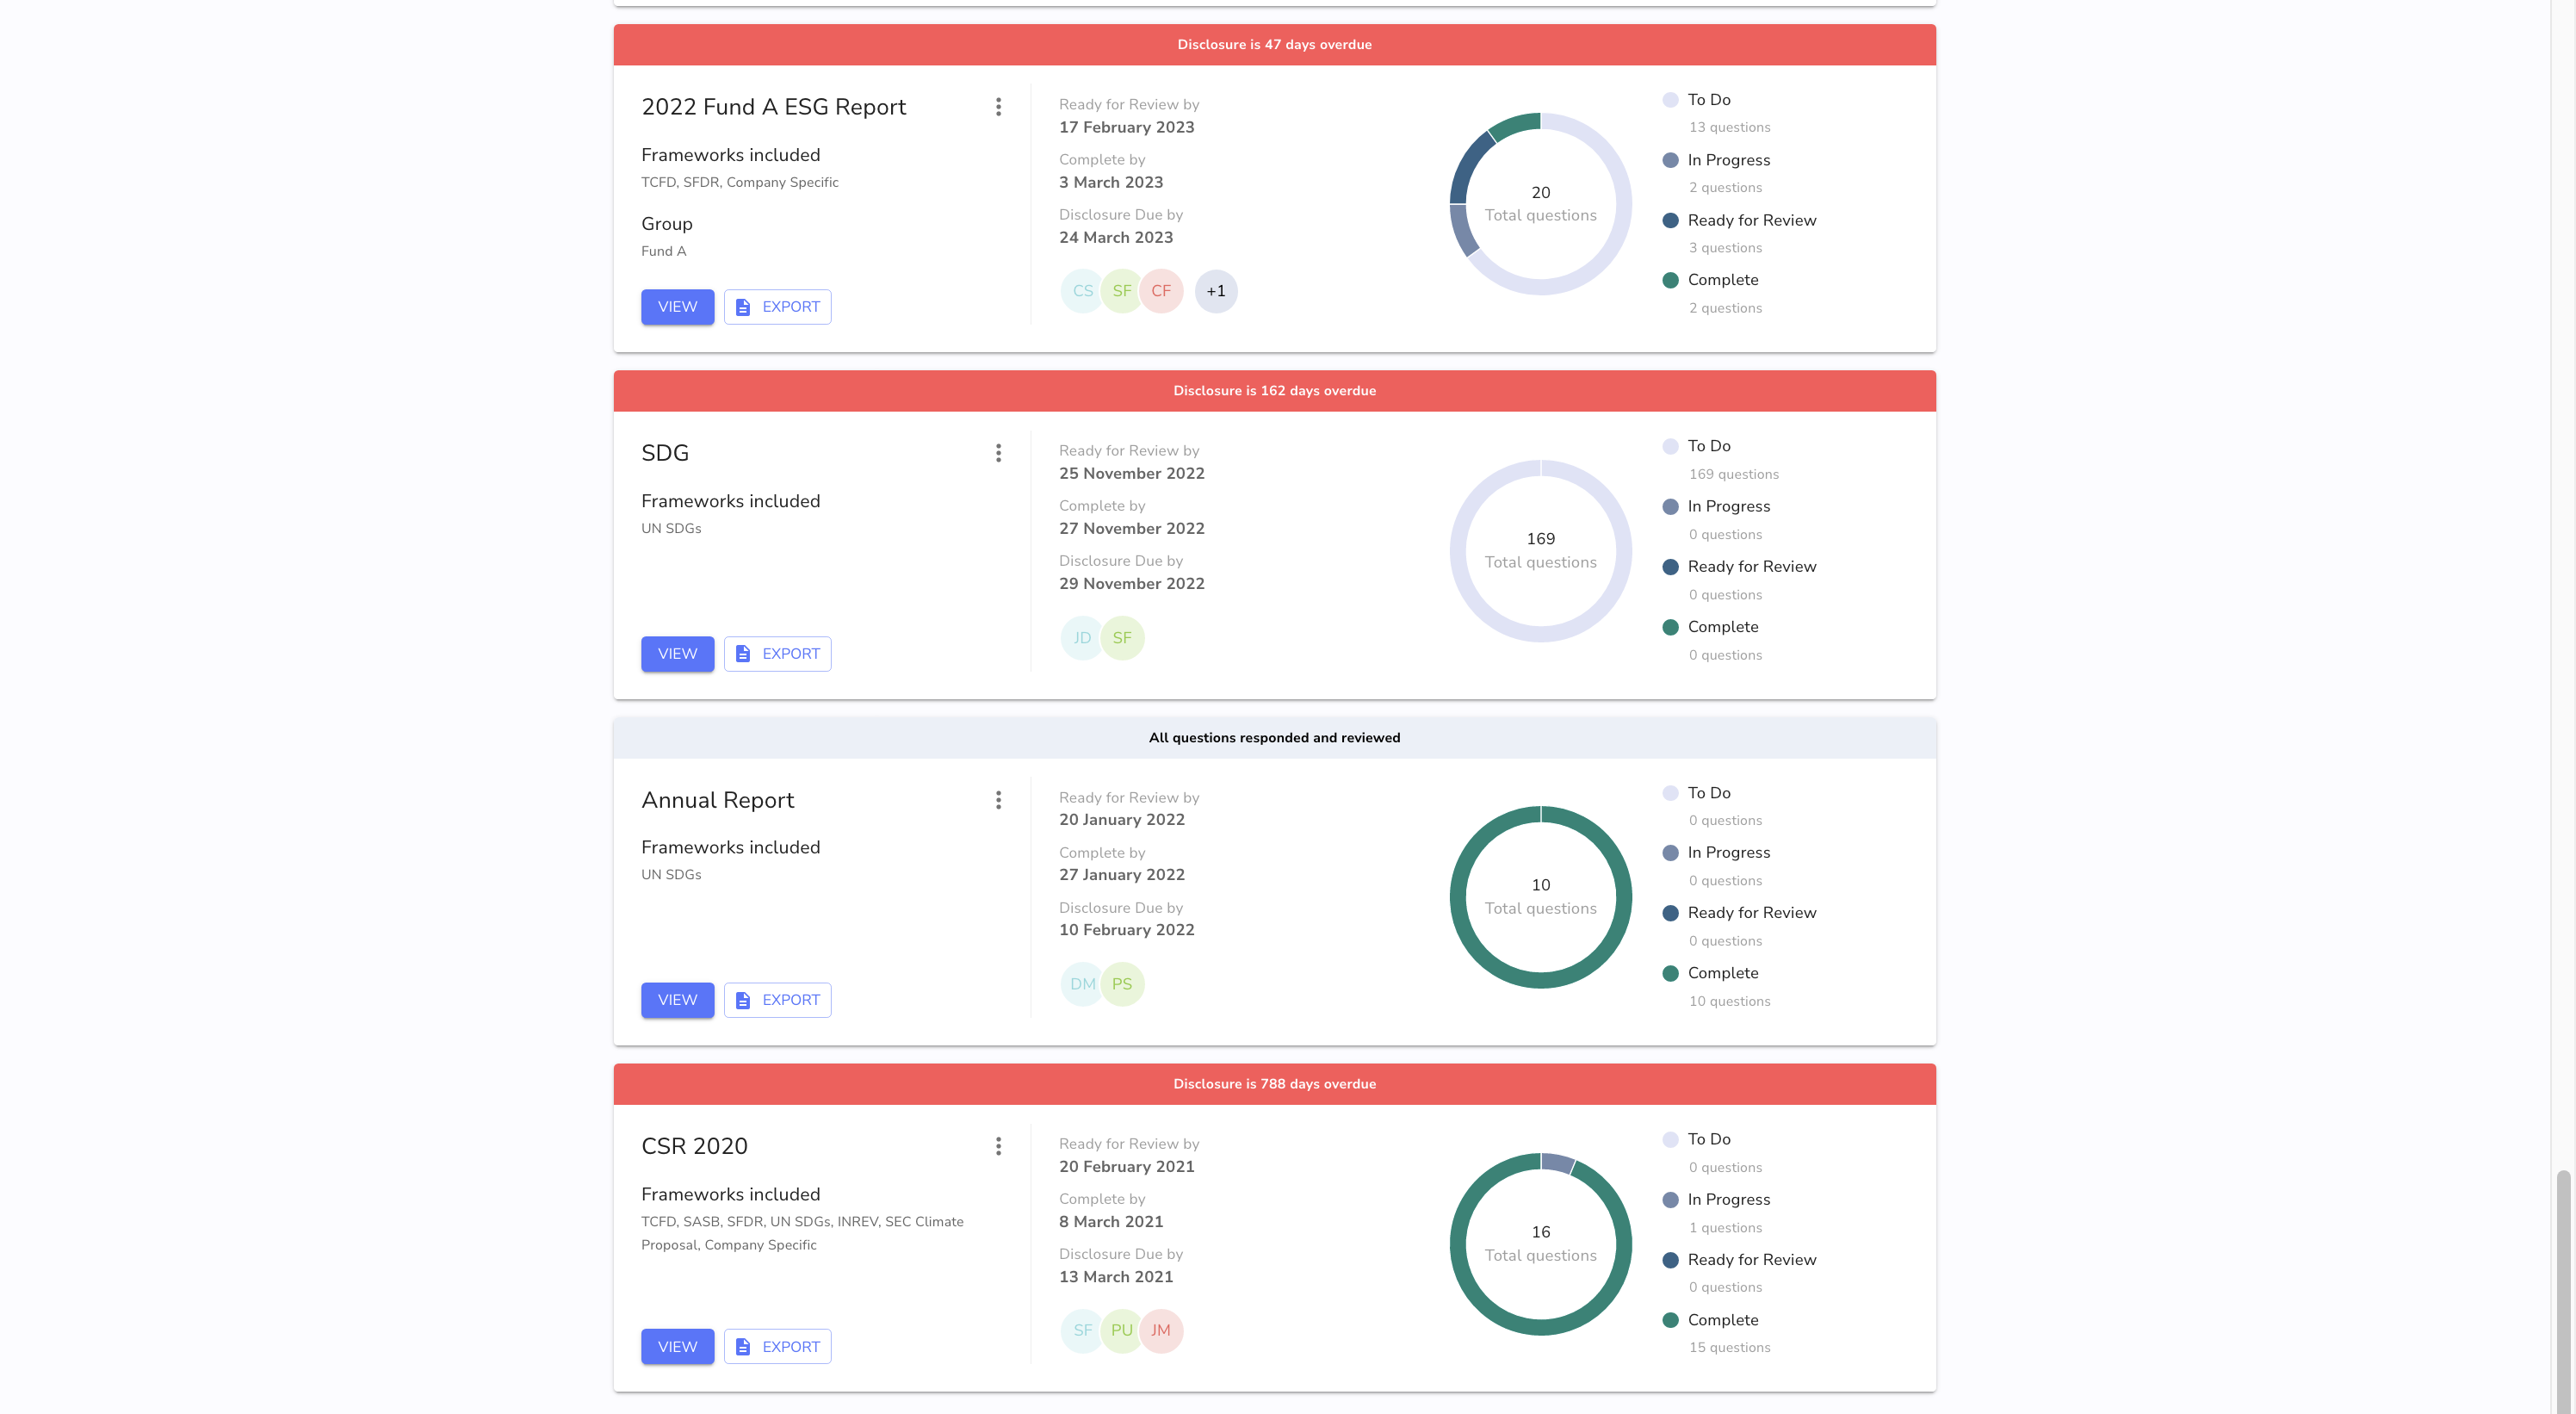 Disclosure is 47 days overdue
2022 Fund A ESG Report
Frameworks included
TCFD, SFDR, Company Specific
Group
Fund A
VIEW
EXPORT
Ready for Review by
17 February 2023
Complete by
3 March 2023
Disclosure Due by
24 March 2023
CS SF CF +1
20
Total questions
To Do
13 questions
In Progress
2 questions
Ready for Review
3 questions
Complete
2 questions
Disclosure is 162 days overdue
SDG
Frameworks included
UN SDGs
VIEW
EXPORT
Ready for Review by
25 November 2022
Complete by
27 November 2022
Disclosure Due by
29 November 2022
JD SF
169
Total questions
To Do
169 questions
In Progress
0 questions
Ready for Review
0 questions
Complete
0 questions
All questions responded and reviewed
Annual Report
Frameworks included
UN SDGs
VIEW
EXPORT
Ready for Review by
20 January 2022
Complete by
27 January 2022
Disclosure Due by
10 February 2022
DM PS
10
Total questions
To Do
0 questions
In Progress
0 questions
Ready for Review
0 questions
Complete
10 questions
Disclosure is 788 days overdue
CSR 2020
Frameworks included
TCFD, SASB, SFDR, UN SDGs, INREV, SEC Climate
Proposal, Company Specific
VIEW
EXPORT
Ready for Review by
20 February 2021
Complete by
8 March 2021
Disclosure Due by
13 March 2021
SF PU JM
16
Total questions
To Do
0 questions
In Progress
1 questions
Ready for Review
0 questions
Complete
15 questions